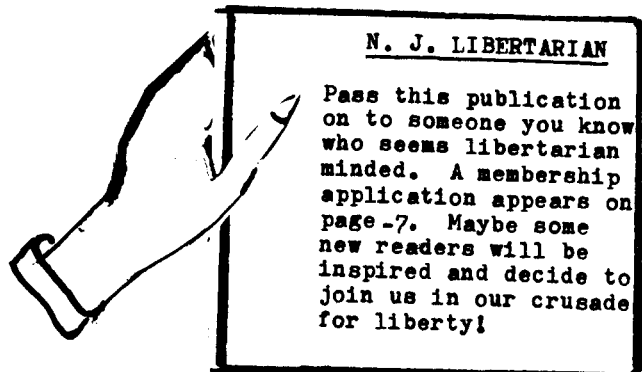 N. J. LIBERTARIAN
Pass this publication
on to someone you know
who seems libertarian
minded. A membership
application appears on
page-7. Maybe some
new readers will be
inspired and decide to
join us in our crusade
for liberty!